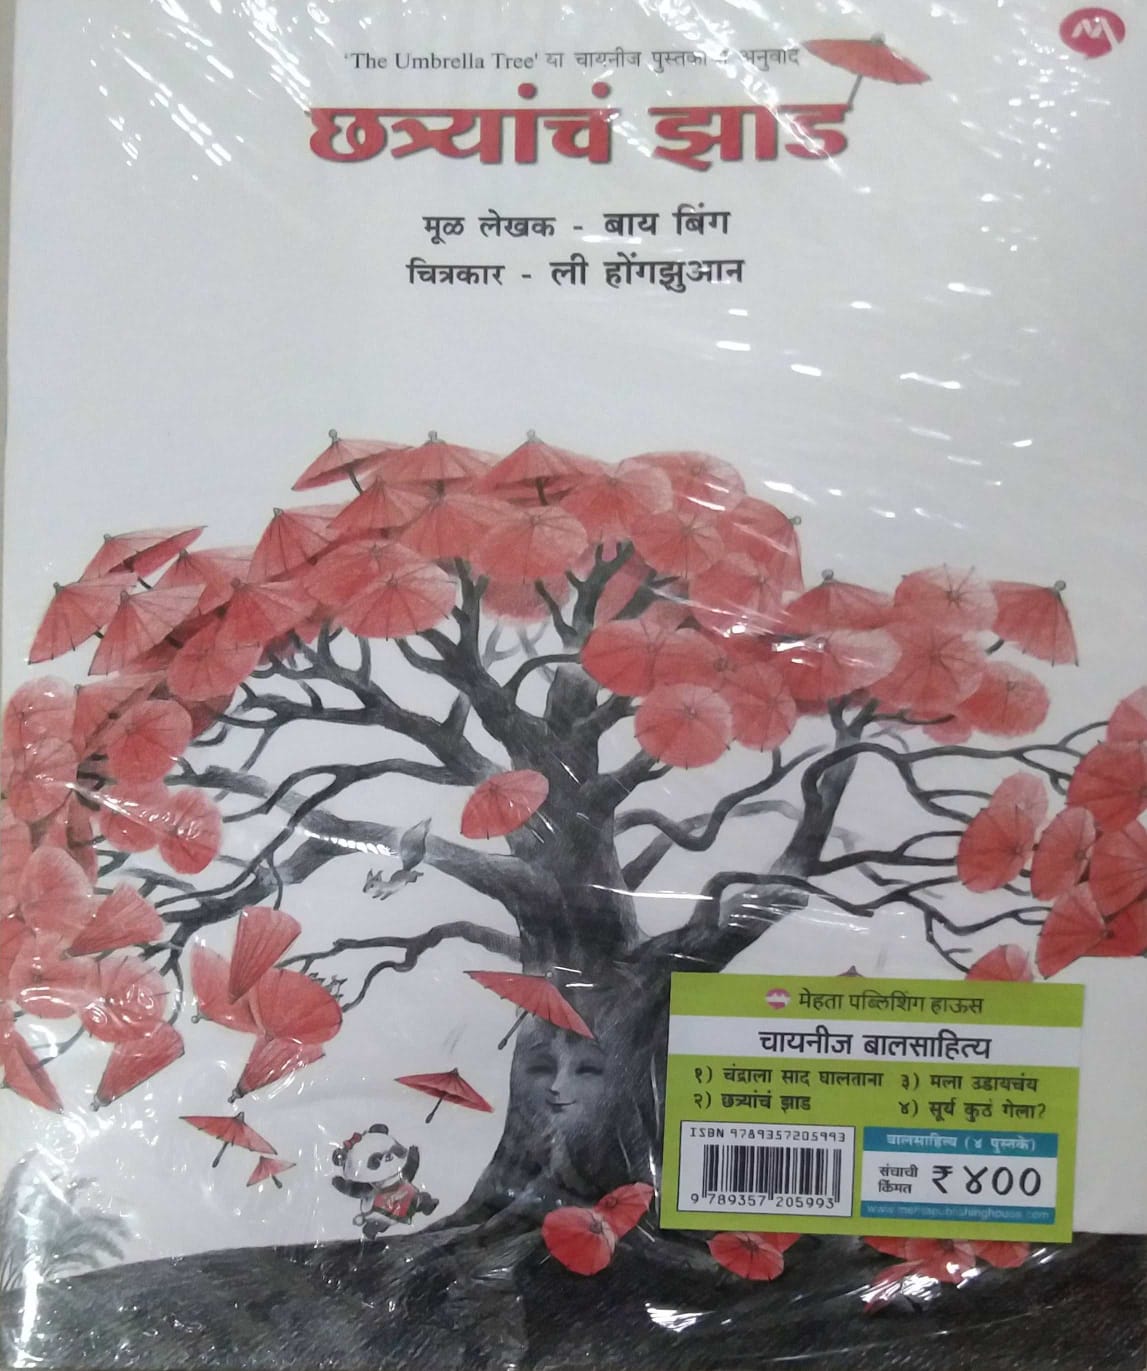 'The Umbrella Tree' या चायनीज पुस्तकाचा अनुवाद
छत्र्यांचं झाड
मूळ लेखक - बाय बिंग
चित्रकार - ली होंगझुआन
मेहता पब्लिशिंग हाऊस
चायनीज बालसाहित्य
१) चंद्राला साद घालताना ३) मला उडायचंय
२) छत्र्यांचं झाड ४) सूर्य कुठं गेला?
ISBN 9789357205993
9 789357 205993
बालसाहित्य (४ पुस्तके)
संचाची किंमत ₹ ४००
www.mehtapublishinghouse.com